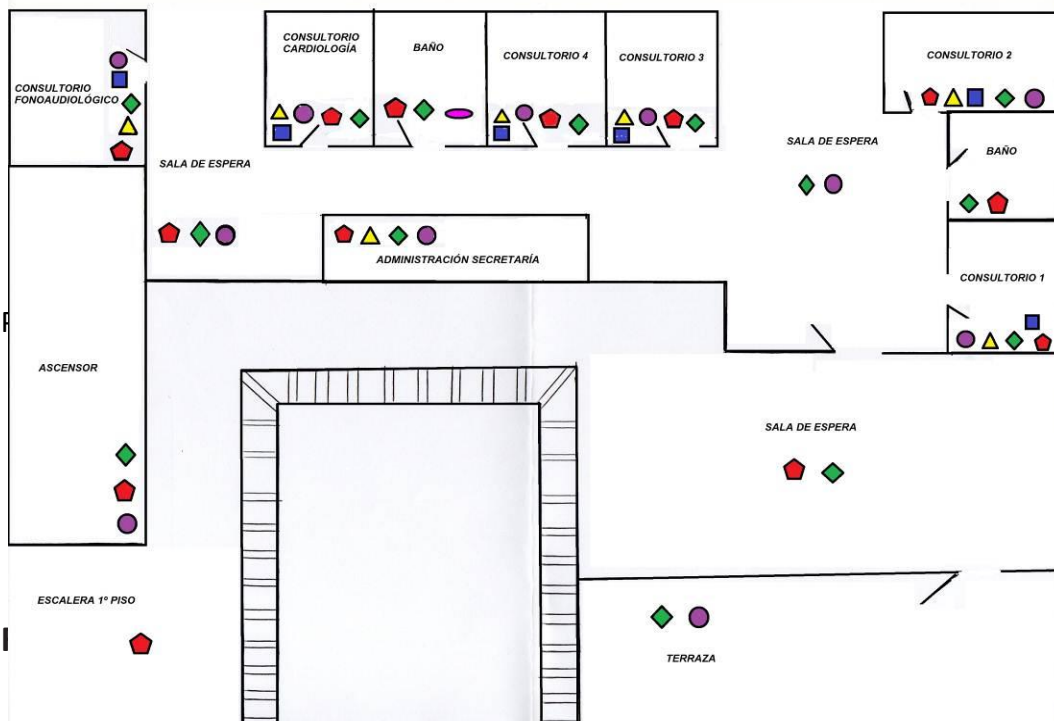 CONSULTORIO
CARDIOLOGÍA
BAÑO
CONSULTORIO 4
CONSULTORIO 3
CONSULTORIO 2
CONSULTORIO
FONOAUDIOLÓGICO
SALA DE ESPERA
SALA DE ESPERA
BAÑO
ADMINISTRACIÓN SECRETARÍA
CONSULTORIO 1
ASCENSOR
SALA DE ESPERA
ESCALERA 1º PISO
TERRAZA